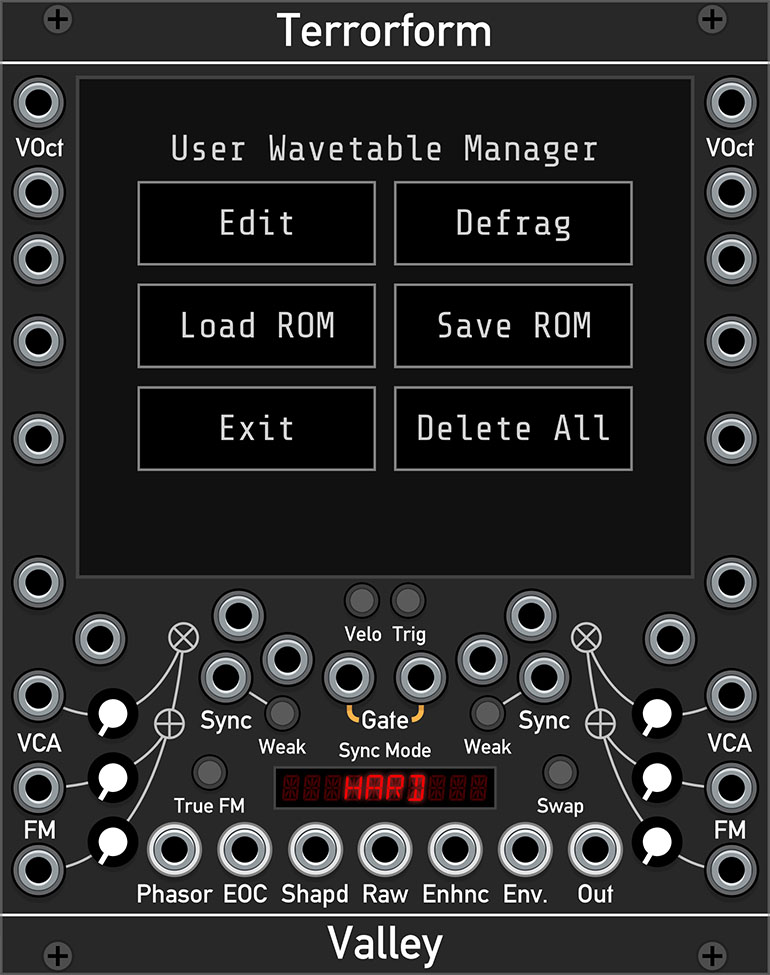 Terrorform
VOct
VOct
User Wavetable Manager
Edit
Defrag
Load ROM
Save ROM
Exit
Delete All
Velo
Trig
Sync
Gate
Sync
VCA
Weak
Sync Mode
Weak
VCA
True FM
HARD
Swap
FM
FM
Phasor
EOC
Shapd
Raw
Enhnc
Env.
Out
Valley